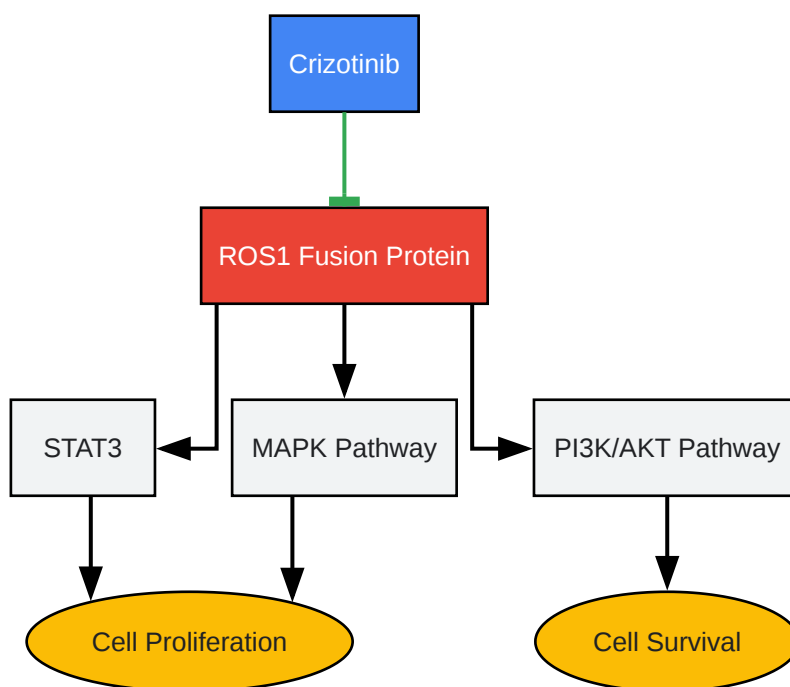 Crizotinib
ROS1 Fusion Protein
STAT3
MAPK Pathway
PI3K/AKT Pathway
Cell Proliferation
Cell Survival